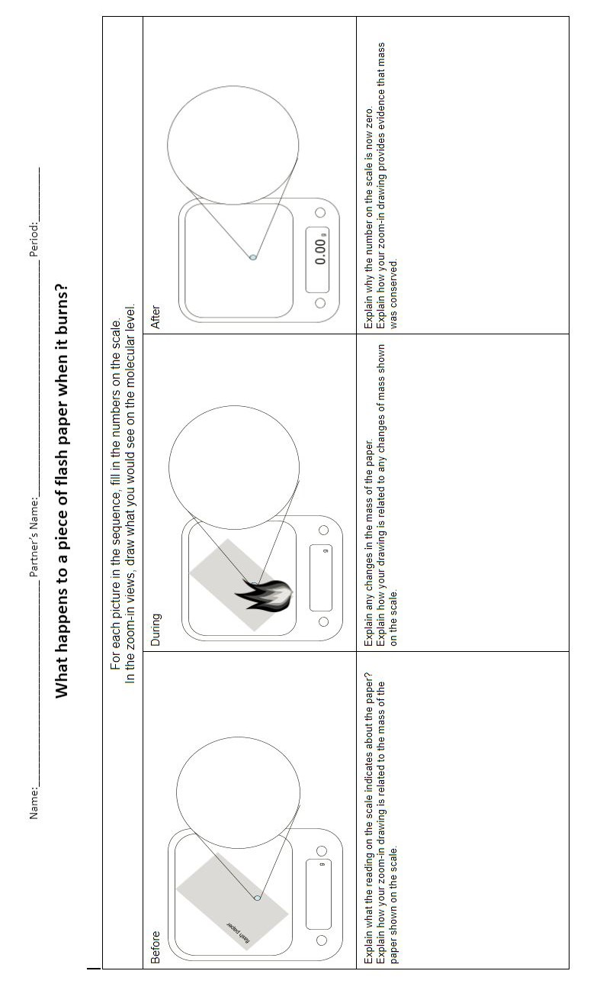 Name:______________________________ Partner's Name:______________________________ Period:________
What happens to a piece of flash paper when it burns?
For each picture in the sequence, fill in the numbers on the scale.
In the zoom-in views, draw what you would see on the molecular level.
Before
flash paper
g
During
g
After
0.00 g
Explain what the reading on the scale indicates about the paper?
Explain how your zoom-in drawing is related to the mass of the
paper shown on the scale.
Explain any changes in the mass of the paper.
Explain how your drawing is related to any changes of mass shown
on the scale.
Explain why the number on the scale is now zero.
Explain how your zoom-in drawing provides evidence that mass
was conserved.